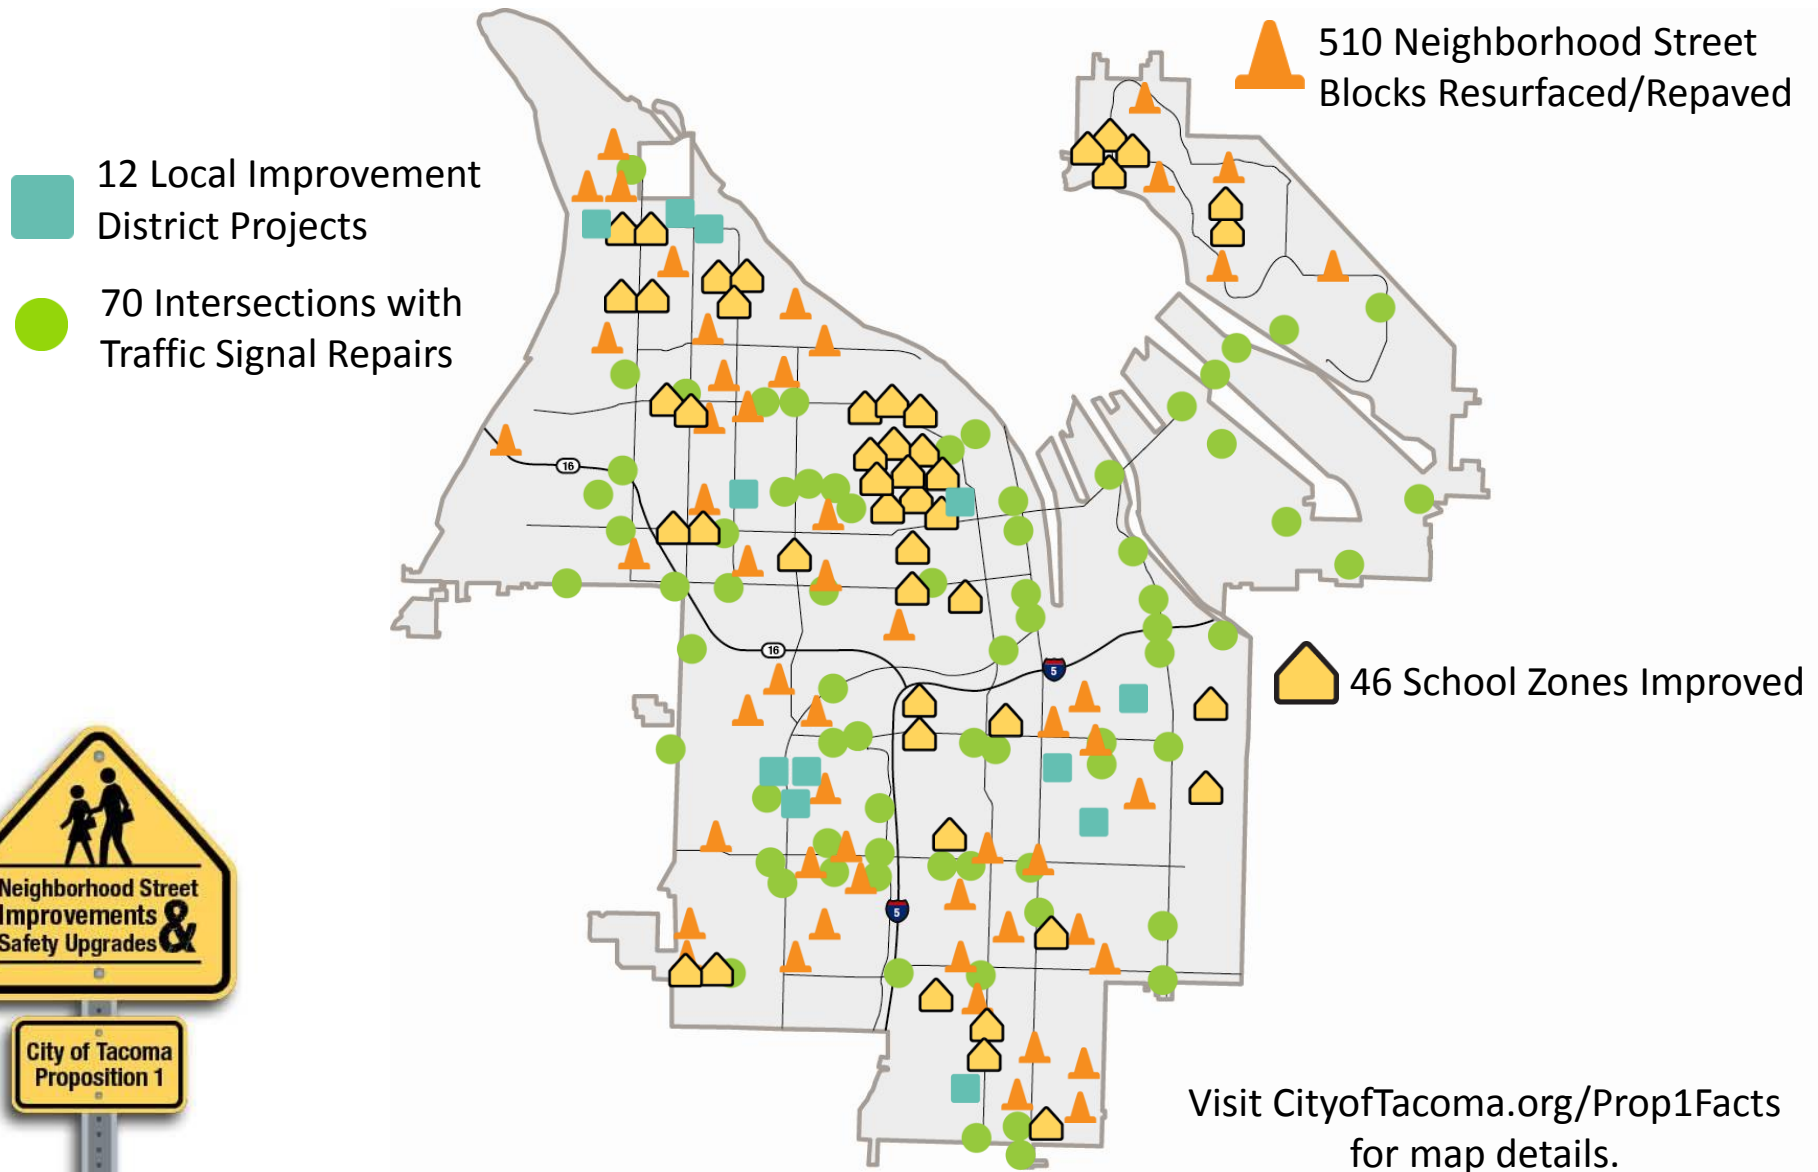 510 Neighborhood Street
Blocks Resurfaced/Repaved
12 Local Improvement
District Projects
70 Intersections with
Traffic Signal Repairs
16
16
5
46 School Zones Improved
5
Neighborhood Street
Improvements &
Safety Upgrades
City of Tacoma
Proposition 1
Visit CityofTacoma.org/Prop1Facts
for map details.